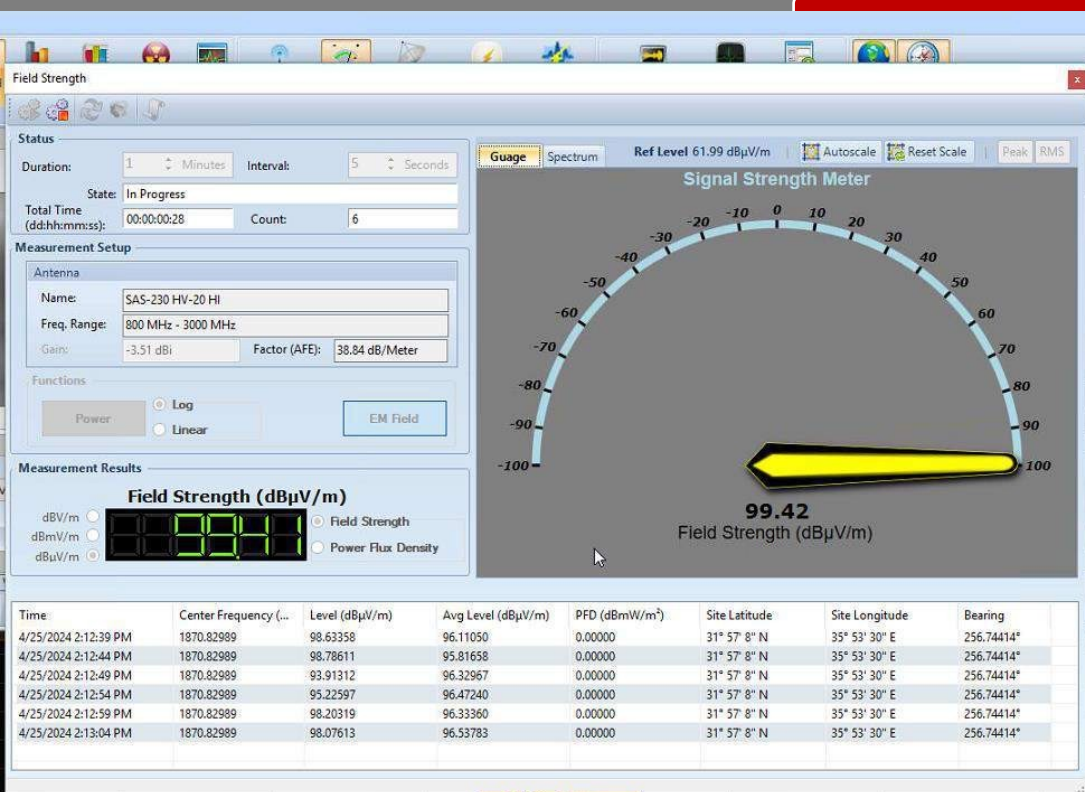 Field Strength
Status
Duration: 1 Minutes Interval: 5 Seconds
State: In Progress
Total Time (dd:hh:mm:ss): 00:00:00:28 Count: 6
Measurement Setup
Antenna
Name: SAS-230 HV-20 HI
Freq. Range: 800 MHz - 3000 MHz
Gain: -3.51 dBi Factor (AFE): 38.84 dB/Meter
Functions
Power Log Linear EM Field
Measurement Results
Field Strength (dBµV/m)
dBV/m
dBmV/m
dBµV/m
99.41
Field Strength
Power Flux Density
Guage Spectrum Ref Level 61.99 dBµV/m Autoscale Reset Scale Peak RMS
Signal Strength Meter
-100 -90 -80 -70 -60 -50 -40 -30 -20 -10 0 10 20 30 40 50 60 70 80 90 100
99.42
Field Strength (dBµV/m)
Time Center Frequency (... Level (dBµV/m) Avg Level (dBµV/m) PFD (dBmW/m²) Site Latitude Site Longitude Bearing
4/25/2024 2:12:39 PM 1870.82989 98.63358 96.11050 0.00000 31° 57' 8" N 35° 53' 30" E 256.74414°
4/25/2024 2:12:44 PM 1870.82989 98.78611 95.81658 0.00000 31° 57' 8" N 35° 53' 30" E 256.74414°
4/25/2024 2:12:49 PM 1870.82989 93.91312 96.32967 0.00000 31° 57' 8" N 35° 53' 30" E 256.74414°
4/25/2024 2:12:54 PM 1870.82989 95.22597 96.47240 0.00000 31° 57' 8" N 35° 53' 30" E 256.74414°
4/25/2024 2:12:59 PM 1870.82989 98.20319 96.33360 0.00000 31° 57' 8" N 35° 53' 30" E 256.74414°
4/25/2024 2:13:04 PM 1870.82989 98.07613 96.53783 0.00000 31° 57' 8" N 35° 53' 30" E 256.74414°